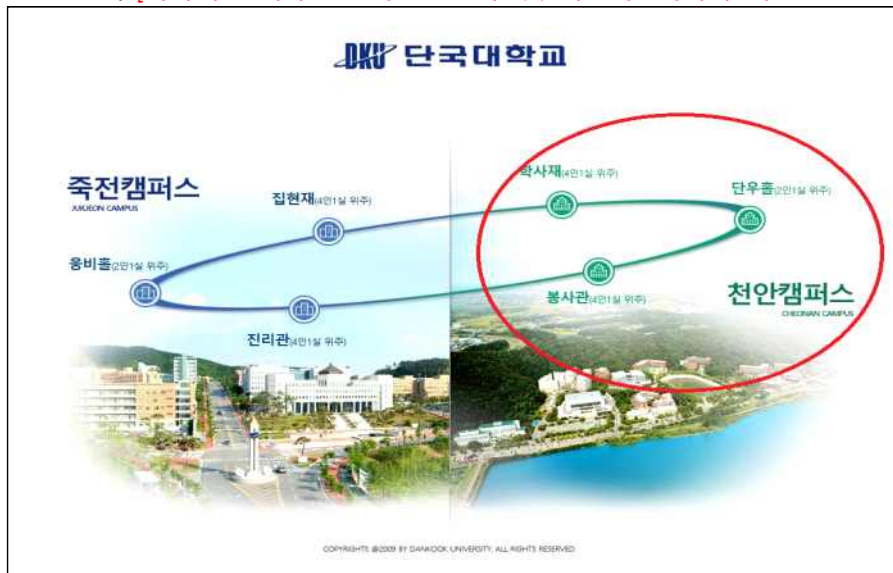 DKU 단국대학교
죽전캠퍼스
JUKJEON CAMPUS
집현재(4인1실 위주)
학사재(4인1실 위주)
단우홀(2인1실 위주)
웅비홀(2인1실 위주)
진리관(4인1실 위주)
봉사관(4인1실 위주)
천안캠퍼스
CHEONAN CAMPUS
COPYRIGHTS @2009 BY DANKOOK UNIVERSITY, ALL RIGHTS RESERVED.